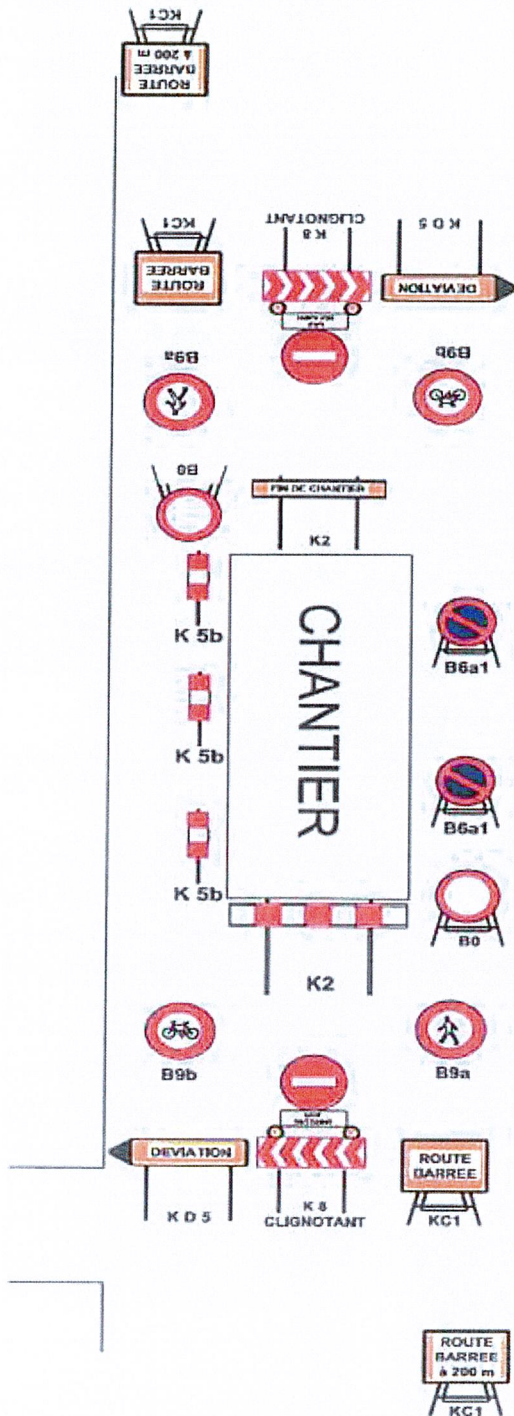 KC1
ROUTE
BARREE
à 200 m
KC1
ROUTE
BARREE
K 8
CLIGNOTANT
K D 5
DEVIATION
B9a
B9b
B0
FIN DE CHANTIER
K2
K 5b
CHANTIER
B6a1
K 5b
B6a1
K 5b
B0
K2
B9b
B9a
DEVIATION
K D 5
K 8
CLIGNOTANT
ROUTE
BARREE
KC1
ROUTE
BARREE
à 200 m
KC1